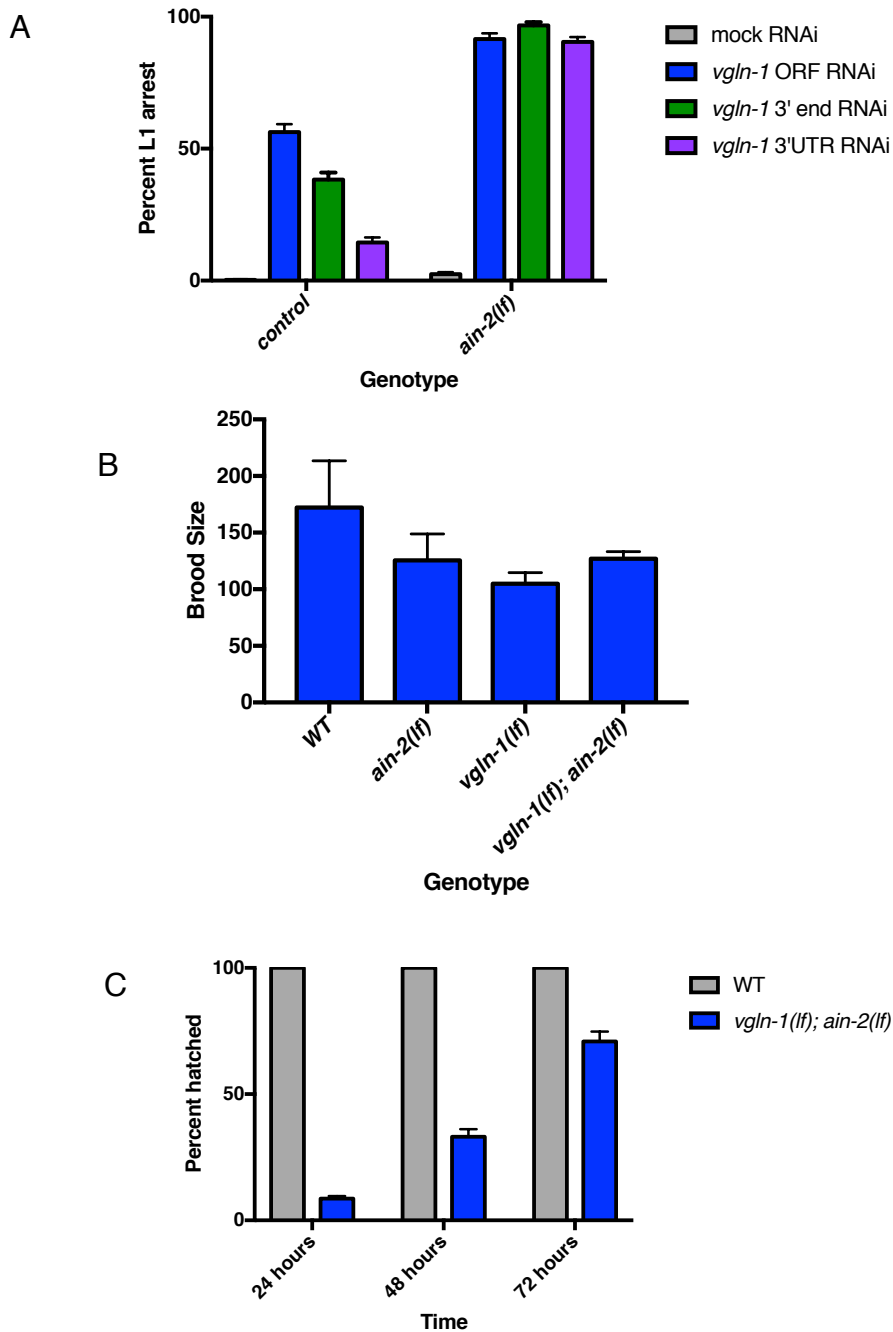 A
100
50
0
Percent L1 arrest
control
ain-2(lf)
Genotype
mock RNAi
vgln-1 ORF RNAi
vgln-1 3' end RNAi
vgln-1 3'UTR RNAi
B
250
200
150
100
50
0
Brood Size
WT
ain-2(lf)
vgln-1(lf)
vgln-1(lf); ain-2(lf)
Genotype
C
100
50
0
Percent hatched
24 hours
48 hours
72 hours
Time
WT
vgln-1(lf); ain-2(lf)